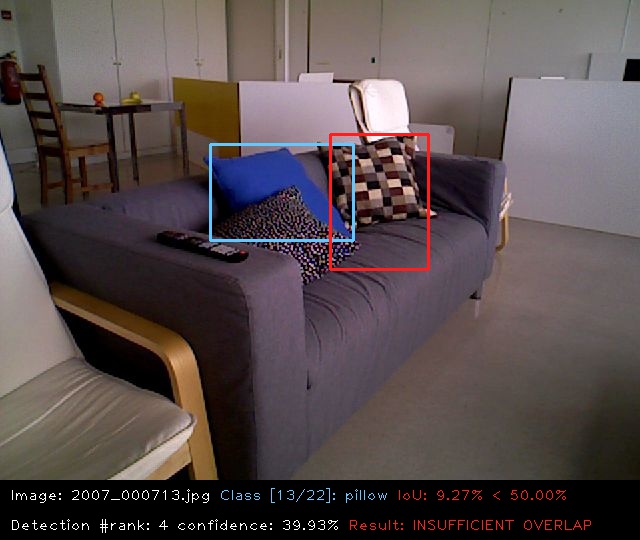 Image: 2007_000713.jpg Class [13/22]: pillow IoU: 9.27% < 50.00%
Detection #rank: 4 confidence: 39.93% Result: INSUFFICIENT OVERLAP